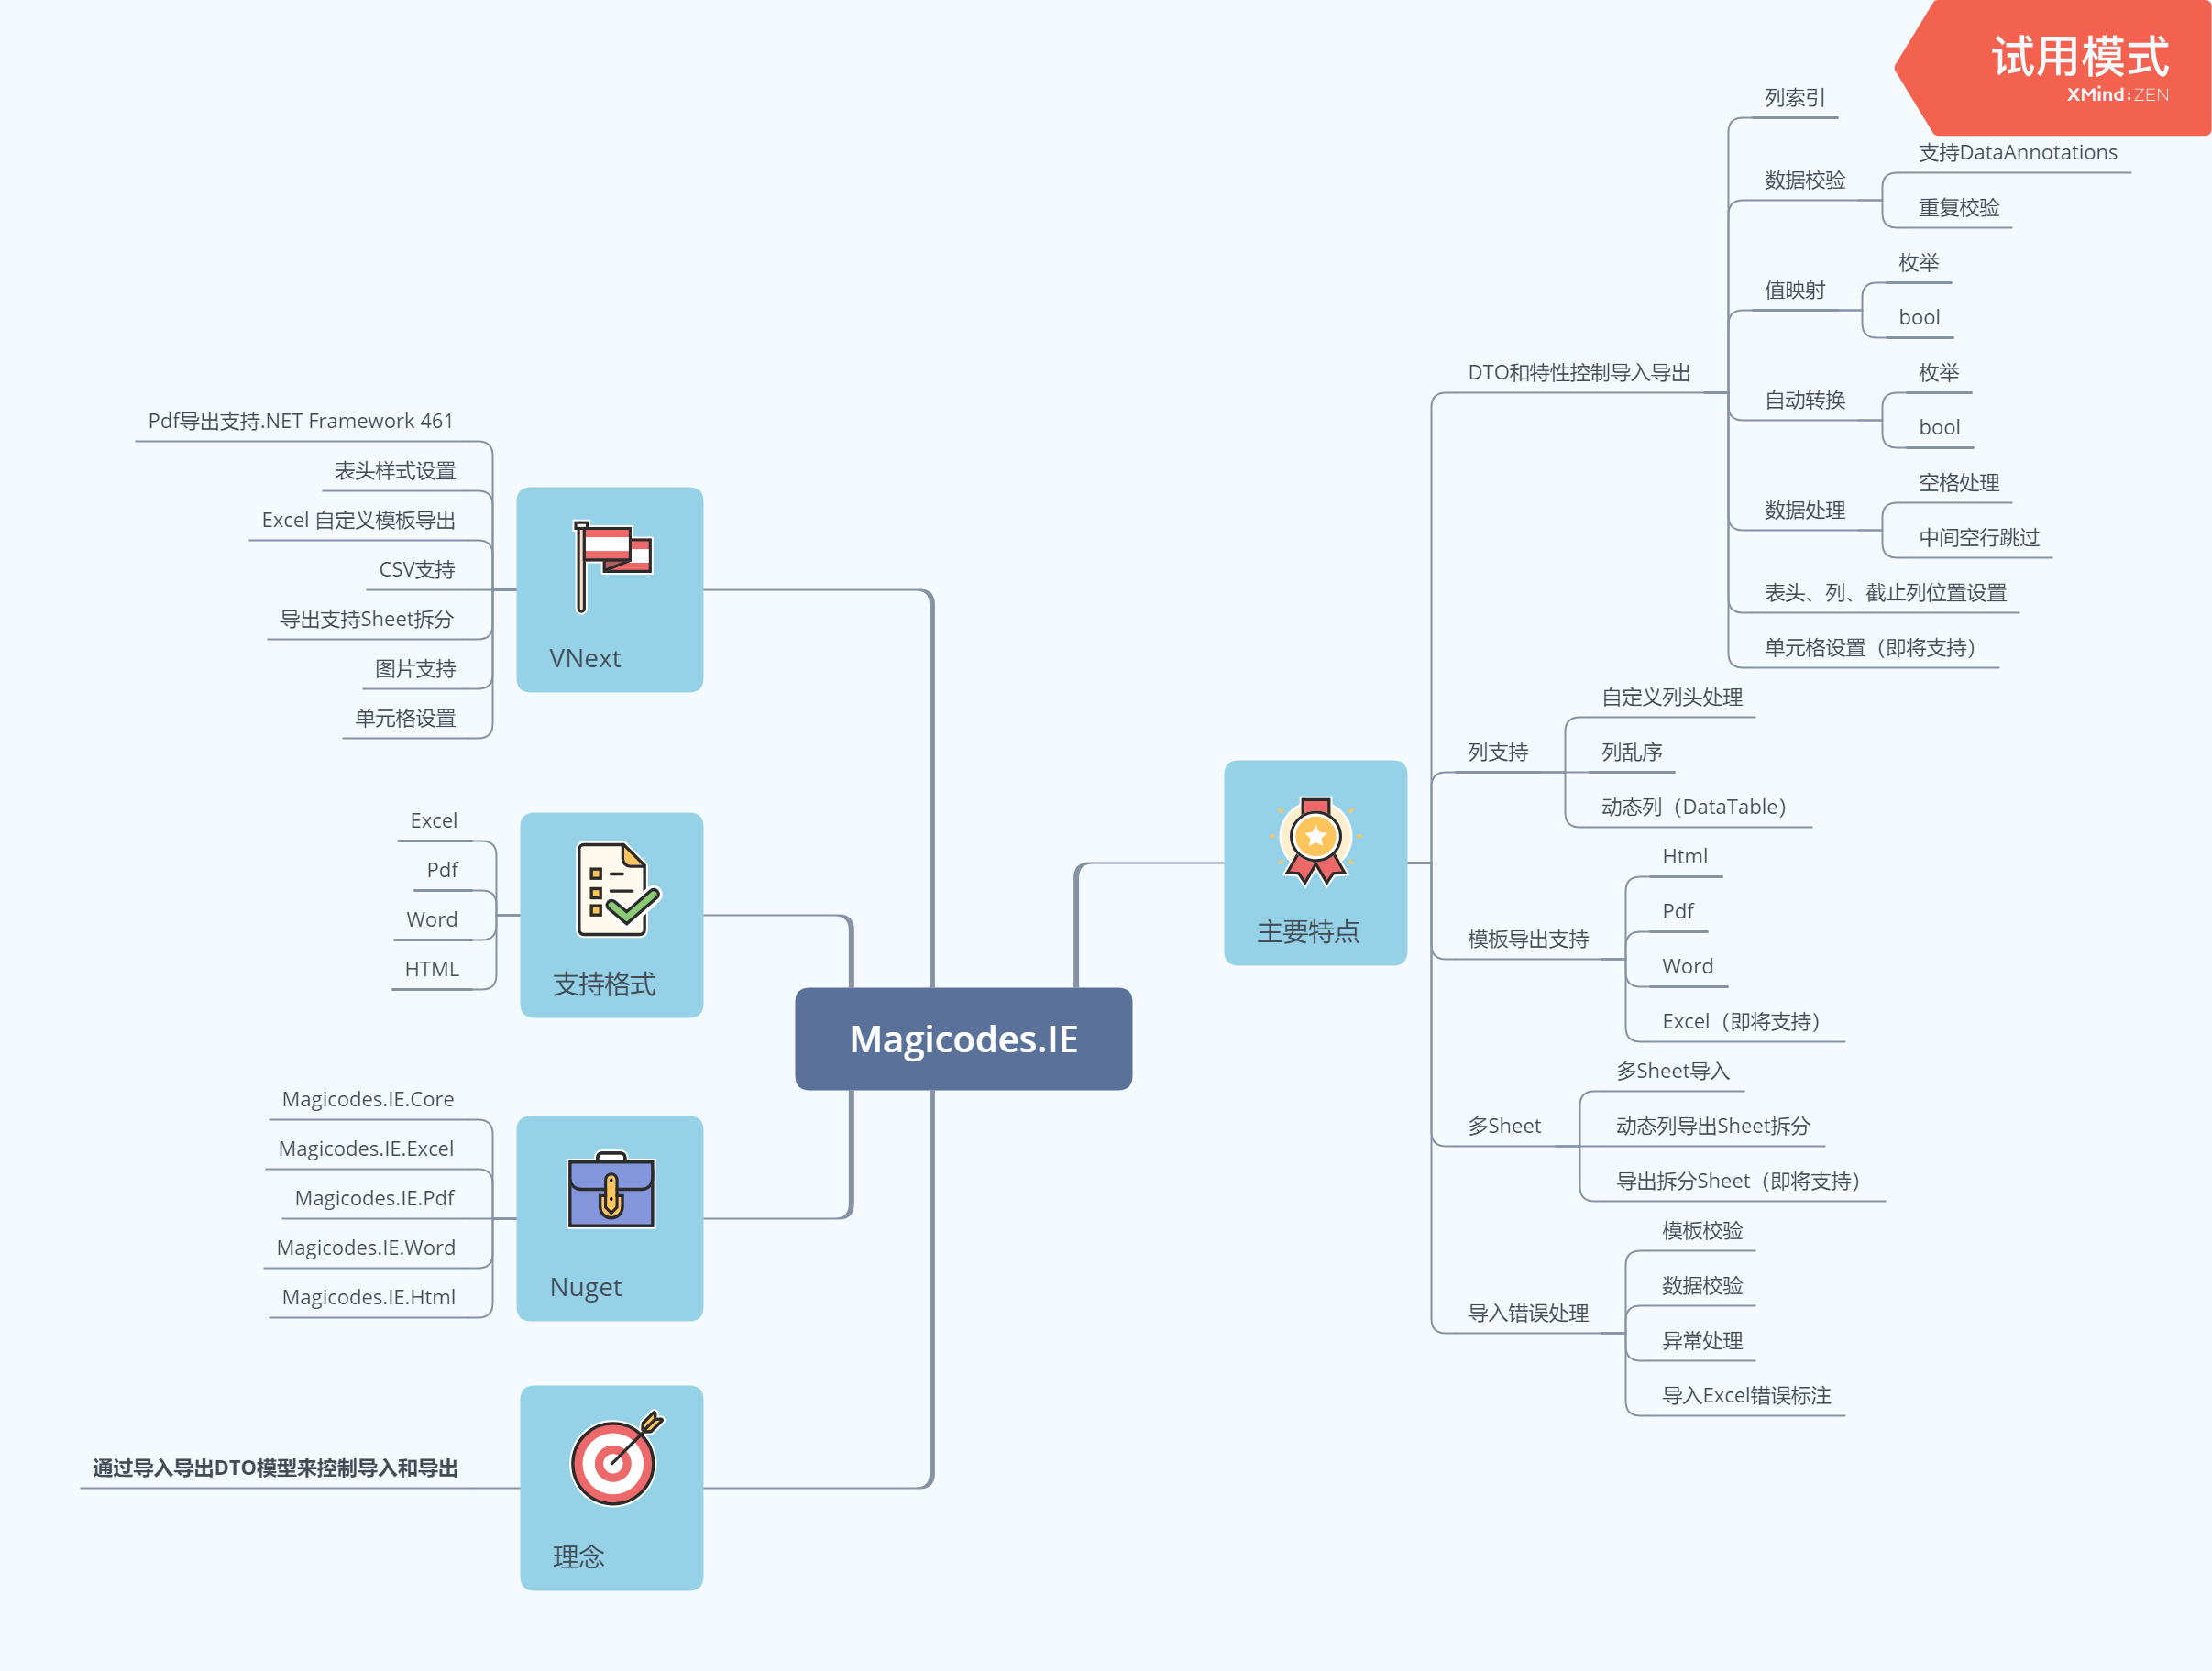 试用模式
XMind:ZEN
Magicodes.IE
主要特点
DTO和特性控制导入导出
列索引
数据校验
支持DataAnnotations
重复校验
值映射
枚举
bool
自动转换
枚举
bool
数据处理
空格处理
中间空行跳过
表头、列、截止列位置设置
单元格设置（即将支持）
列支持
自定义列头处理
列乱序
动态列（DataTable）
模板导出支持
Html
Pdf
Word
Excel（即将支持）
多Sheet
多Sheet导入
动态列导出Sheet拆分
导出拆分Sheet（即将支持）
导入错误处理
模板校验
数据校验
异常处理
导入Excel错误标注
VNext
Pdf导出支持.NET Framework 461
表头样式设置
Excel 自定义模板导出
CSV支持
导出支持Sheet拆分
图片支持
单元格设置
支持格式
Excel
Pdf
Word
HTML
Nuget
Magicodes.IE.Core
Magicodes.IE.Excel
Magicodes.IE.Pdf
Magicodes.IE.Word
Magicodes.IE.Html
理念
通过导入导出DTO模型来控制导入和导出